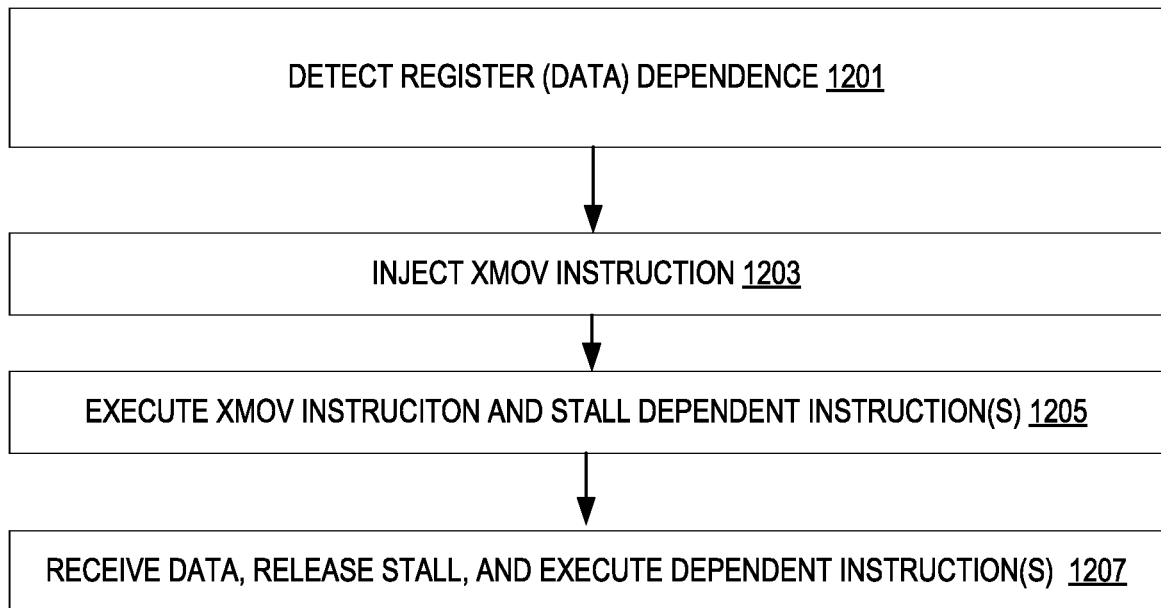 DETECT REGISTER (DATA) DEPENDENCE 1201
INJECT XMOV INSTRUCTION 1203
EXECUTE XMOV INSTRUCITON AND STALL DEPENDENT INSTRUCTION(S) 1205
RECEIVE DATA, RELEASE STALL, AND EXECUTE DEPENDENT INSTRUCTION(S) 1207